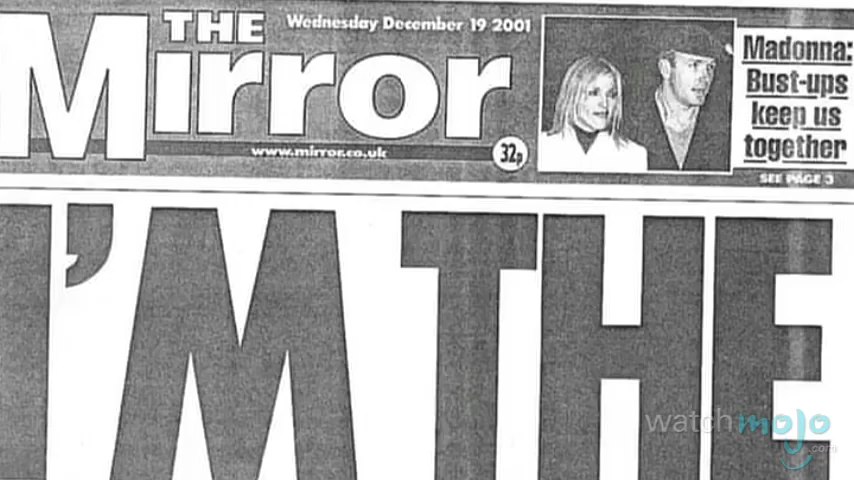 THE
Wednesday December 19 2001
Mirror
www.mirror.co.uk
32p
Madonna:
Bust-ups
keep us
together
SEE PAGE 3
I'M THE
watchmojo
.com